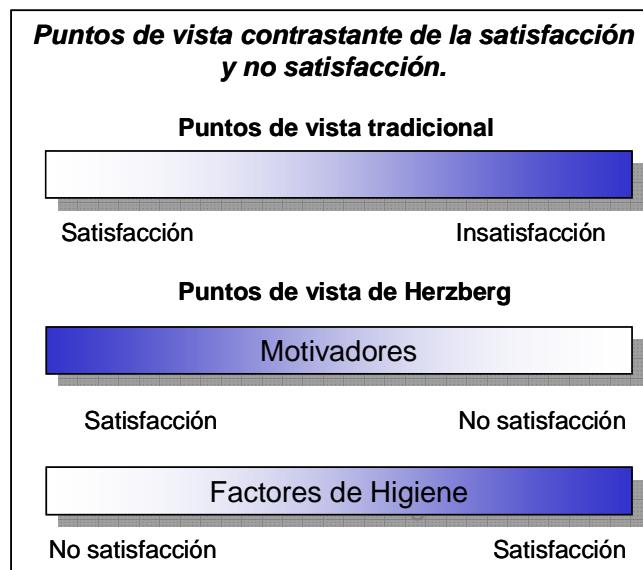 Puntos de vista contrastante de la satisfacción
y no satisfacción.
Puntos de vista tradicional
Satisfacción Insatisfacción
Puntos de vista de Herzberg
Motivadores
Satisfacción No satisfacción
Factores de Higiene
No satisfacción Satisfacción